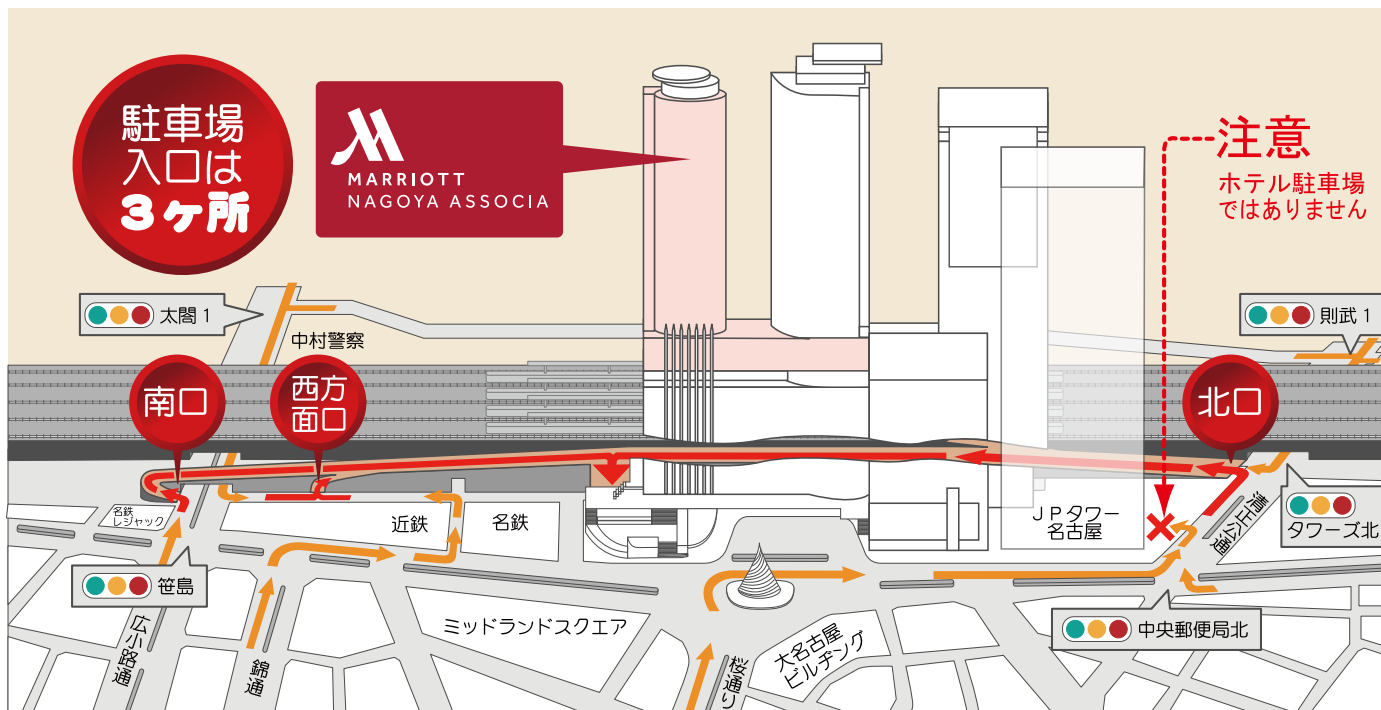 駐車場
入口は
3ヶ所
MARRIOTT
NAGOYA ASSOCIA
注意
ホテル駐車場
ではありません
太閤1
中村警察
則武1
南口
西方
面口
北口
名鉄
レジャック
近鉄
名鉄
JPタワー
名古屋
清正公通
タワーズ北
笹島
広小路通
錦通
ミッドランドスクエア
桜通り
大名古屋
ビルヂング
中央郵便局北